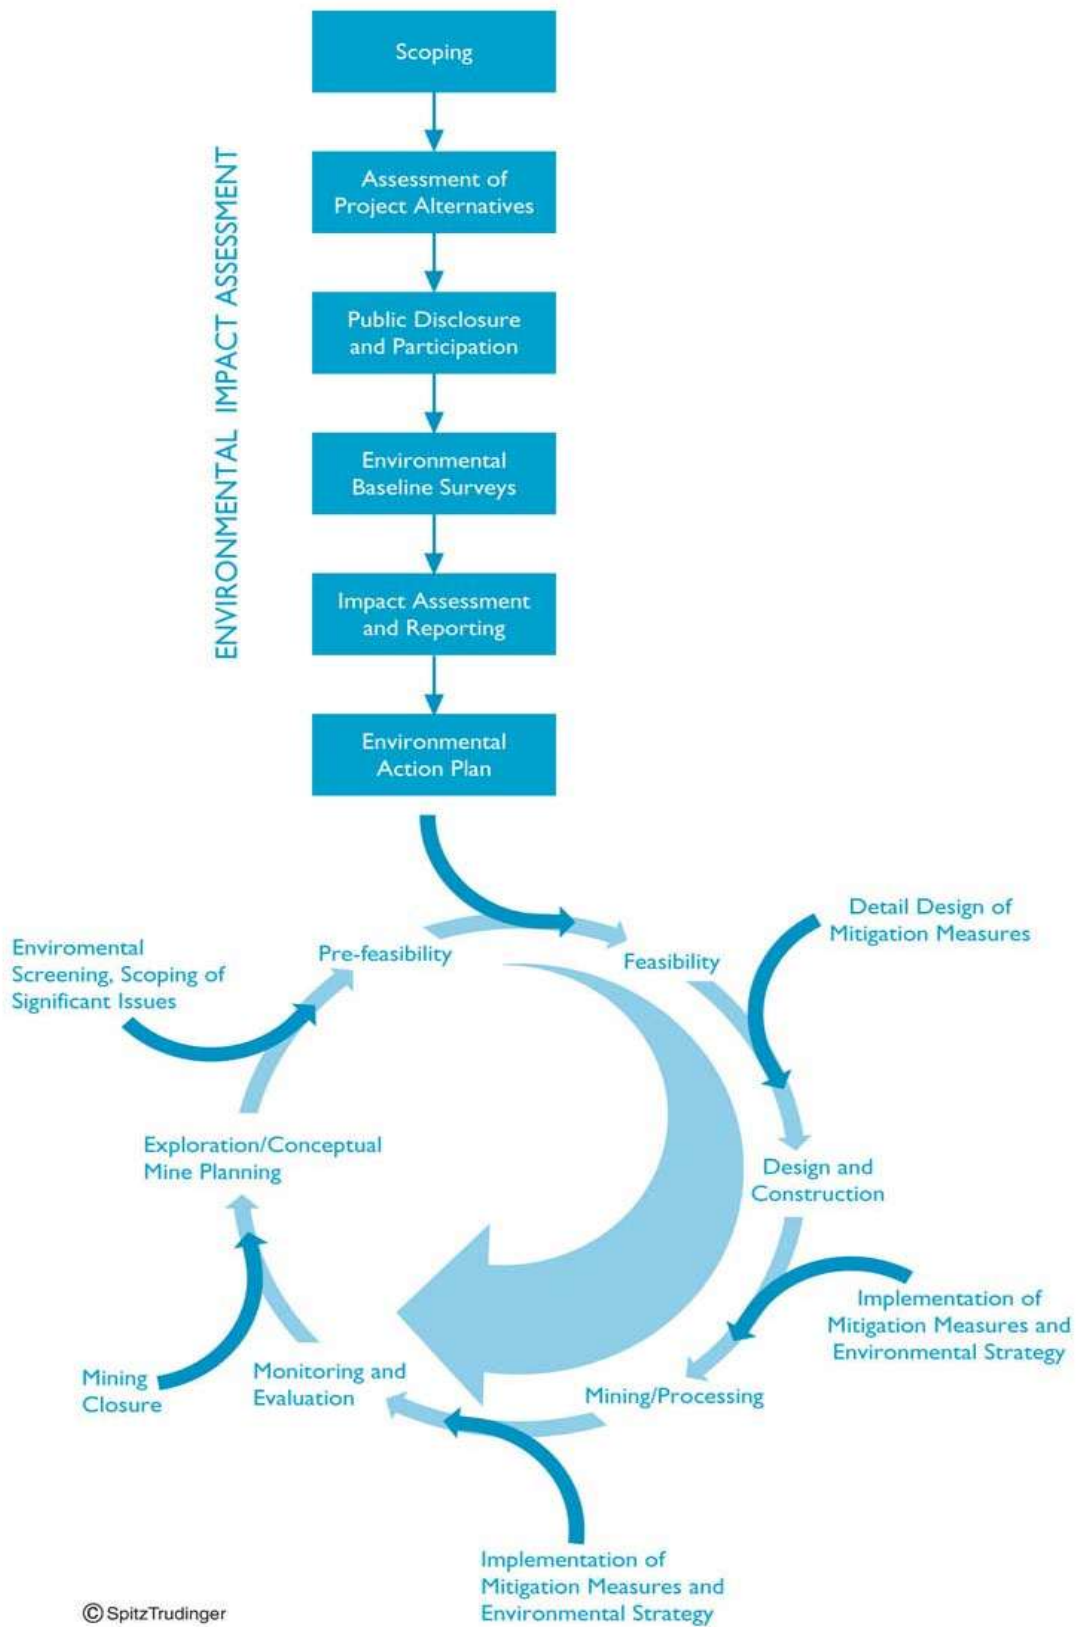 Scoping
ENVIRONMENTAL IMPACT ASSESSMENT
Assessment of
Project Alternatives
Public Disclosure
and Participation
Environmental
Baseline Surveys
Impact Assessment
and Reporting
Environmental
Action Plan
Detail Design of
Mitigation Measures
Enviromental
Screening, Scoping of
Significant Issues
Pre-feasibility
Feasibility
Exploration/Conceptual
Mine Planning
Design and
Construction
Implementation of
Mitigation Measures and
Environmental Strategy
Mining
Closure
Monitoring and
Evaluation
Mining/Processing
Implementation of
Mitigation Measures and
Environmental Strategy
© SpitzTrudinger